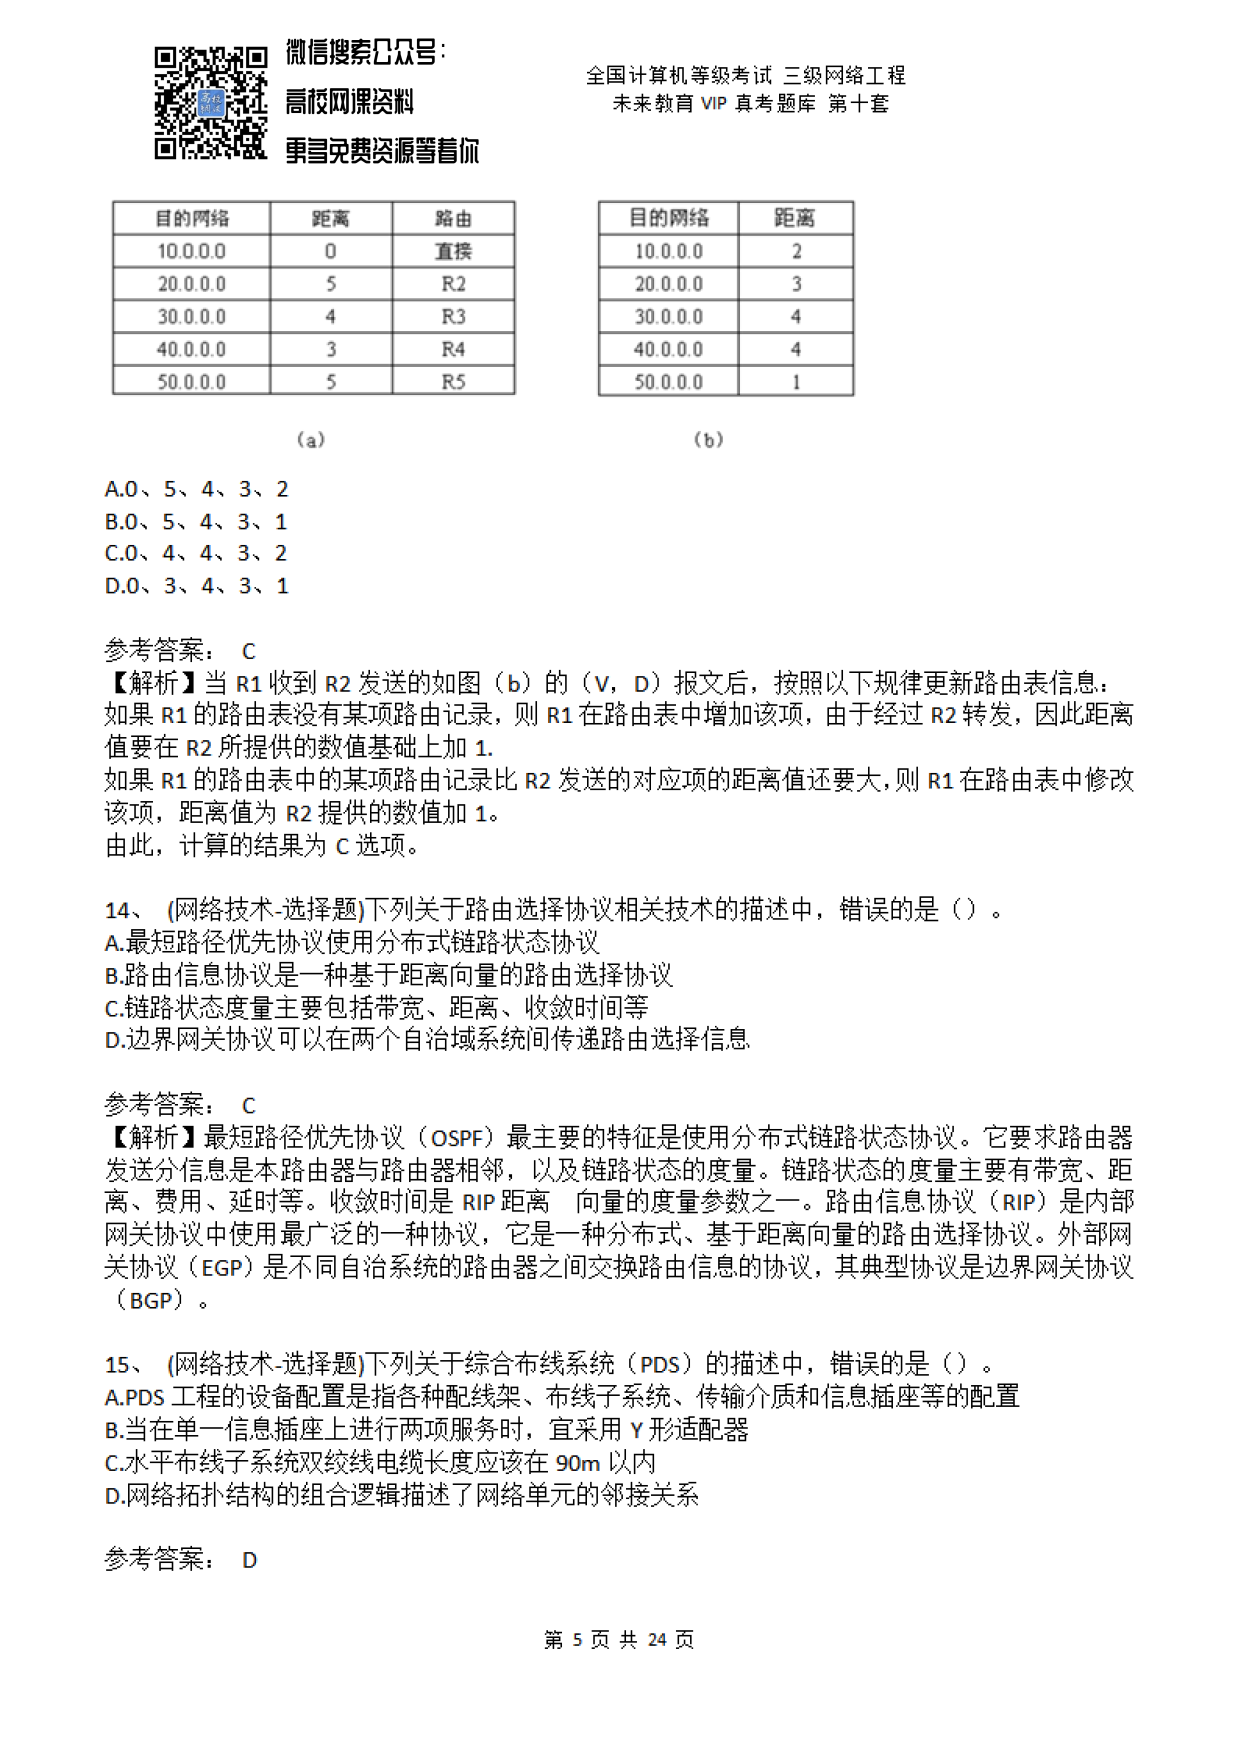 微信搜索公众号：
高校网课资料
更多免费资源等着你
全国计算机等级考试 三级网络工程
未来教育 VIP 真考题库 第十套
目的网络 距离 路由
10.0.0.0 0 直接
20.0.0.0 5 R2
30.0.0.0 4 R3
40.0.0.0 3 R4
50.0.0.0 5 R5
(a)
目的网络 距离
10.0.0.0 2
20.0.0.0 3
30.0.0.0 4
40.0.0.0 4
50.0.0.0 1
(b)
A.0、5、4、3、2
B.0、5、4、3、1
C.0、4、4、3、2
D.0、3、4、3、1
参考答案： C
【解析】当 R1 收到 R2 发送的如图（b）的（V，D）报文后，按照以下规律更新路由表信息：
如果 R1 的路由表没有某项路由记录，则 R1 在路由表中增加该项，由于经过 R2 转发，因此距离
值要在 R2 所提供的数值基础上加 1.
如果 R1 的路由表中的某项路由记录比 R2 发送的对应项的距离值还要大，则 R1 在路由表中修改
该项，距离值为 R2 提供的数值加 1。
由此，计算的结果为 C 选项。
14、 (网络技术-选择题)下列关于路由选择协议相关技术的描述中，错误的是（）。
A.最短路径优先协议使用分布式链路状态协议
B.路由信息协议是一种基于距离向量的路由选择协议
C.链路状态度量主要包括带宽、距离、收敛时间等
D.边界网关协议可以在两个自治域系统间传递路由选择信息
参考答案： C
【解析】最短路径优先协议（OSPF）最主要的特征是使用分布式链路状态协议。它要求路由器
发送分信息是本路由器与路由器相邻，以及链路状态的度量。链路状态的度量主要有带宽、距
离、费用、延时等。收敛时间是 RIP 距离 向量的度量参数之一。路由信息协议（RIP）是内部
网关协议中使用最广泛的一种协议，它是一种分布式、基于距离向量的路由选择协议。外部网
关协议（EGP）是不同自治系统的路由器之间交换路由信息的协议，其典型协议是边界网关协议
（BGP）。
15、 (网络技术-选择题)下列关于综合布线系统（PDS）的描述中，错误的是（）。
A.PDS 工程的设备配置是指各种配线架、布线子系统、传输介质和信息插座等的配置
B.当在单一信息插座上进行两项服务时，宜采用 Y 形适配器
C.水平布线子系统双绞线电缆长度应该在 90m 以内
D.网络拓扑结构的组合逻辑描述了网络单元的邻接关系
参考答案： D
第 5 页 共 24 页